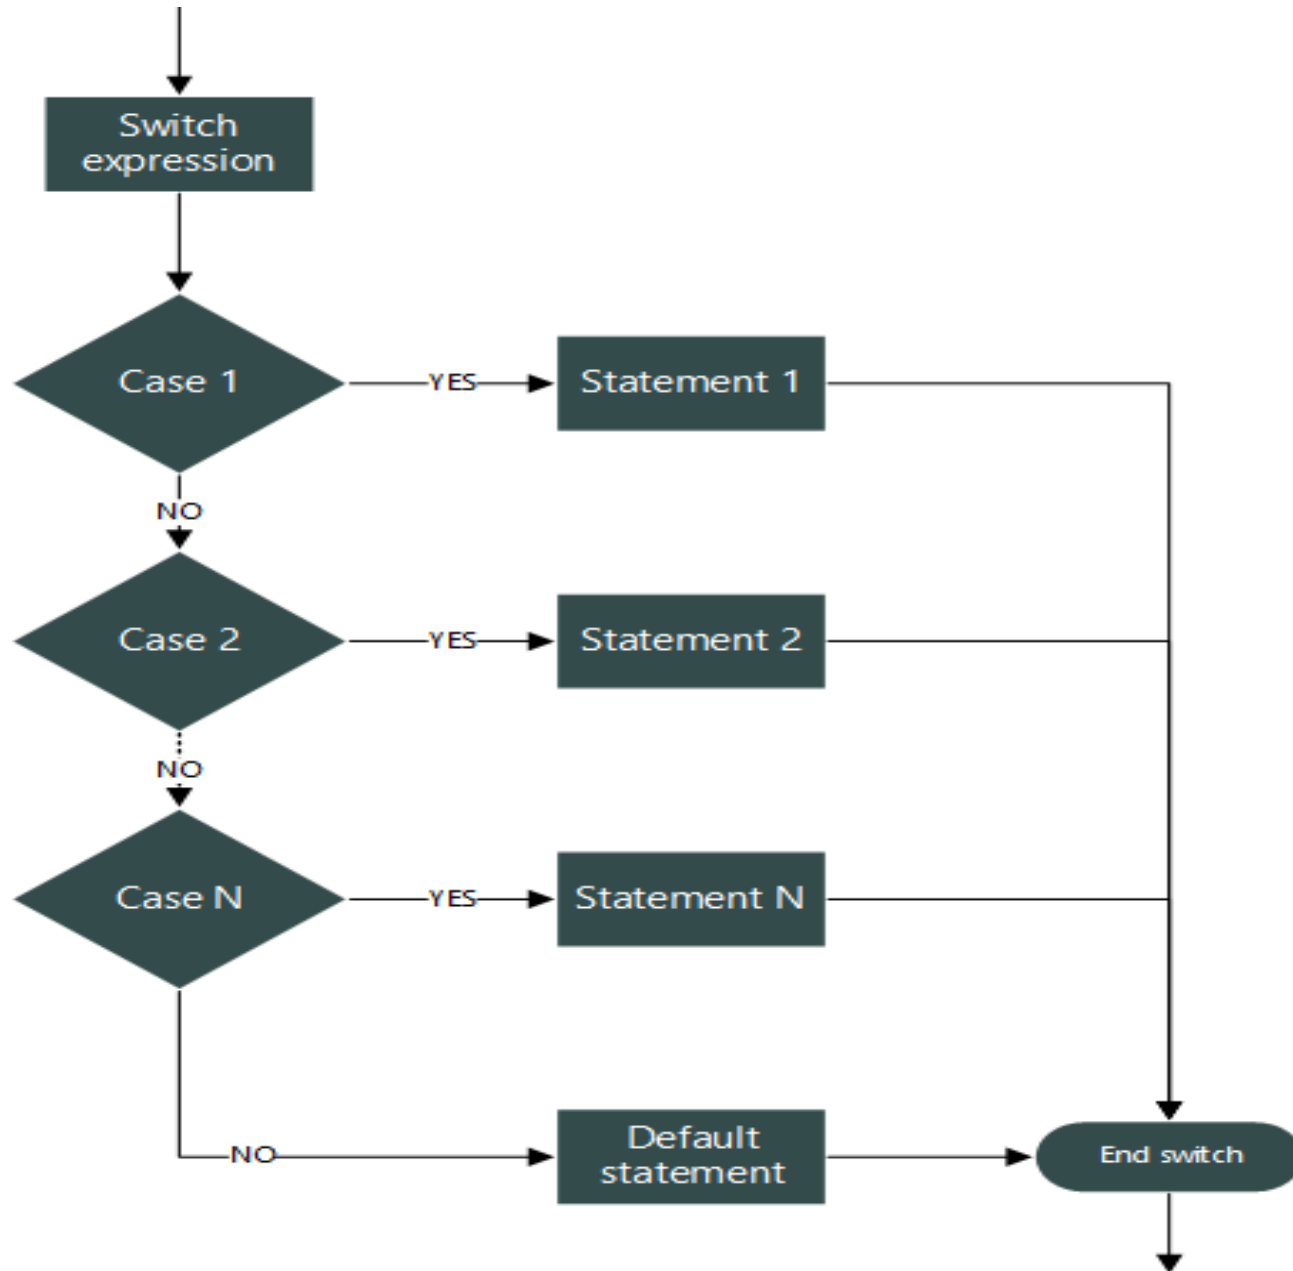 Switch
expression
Case 1
YES
Statement 1
NO
Case 2
YES
Statement 2
NO
Case N
YES
Statement N
NO
Default
statement
End switch